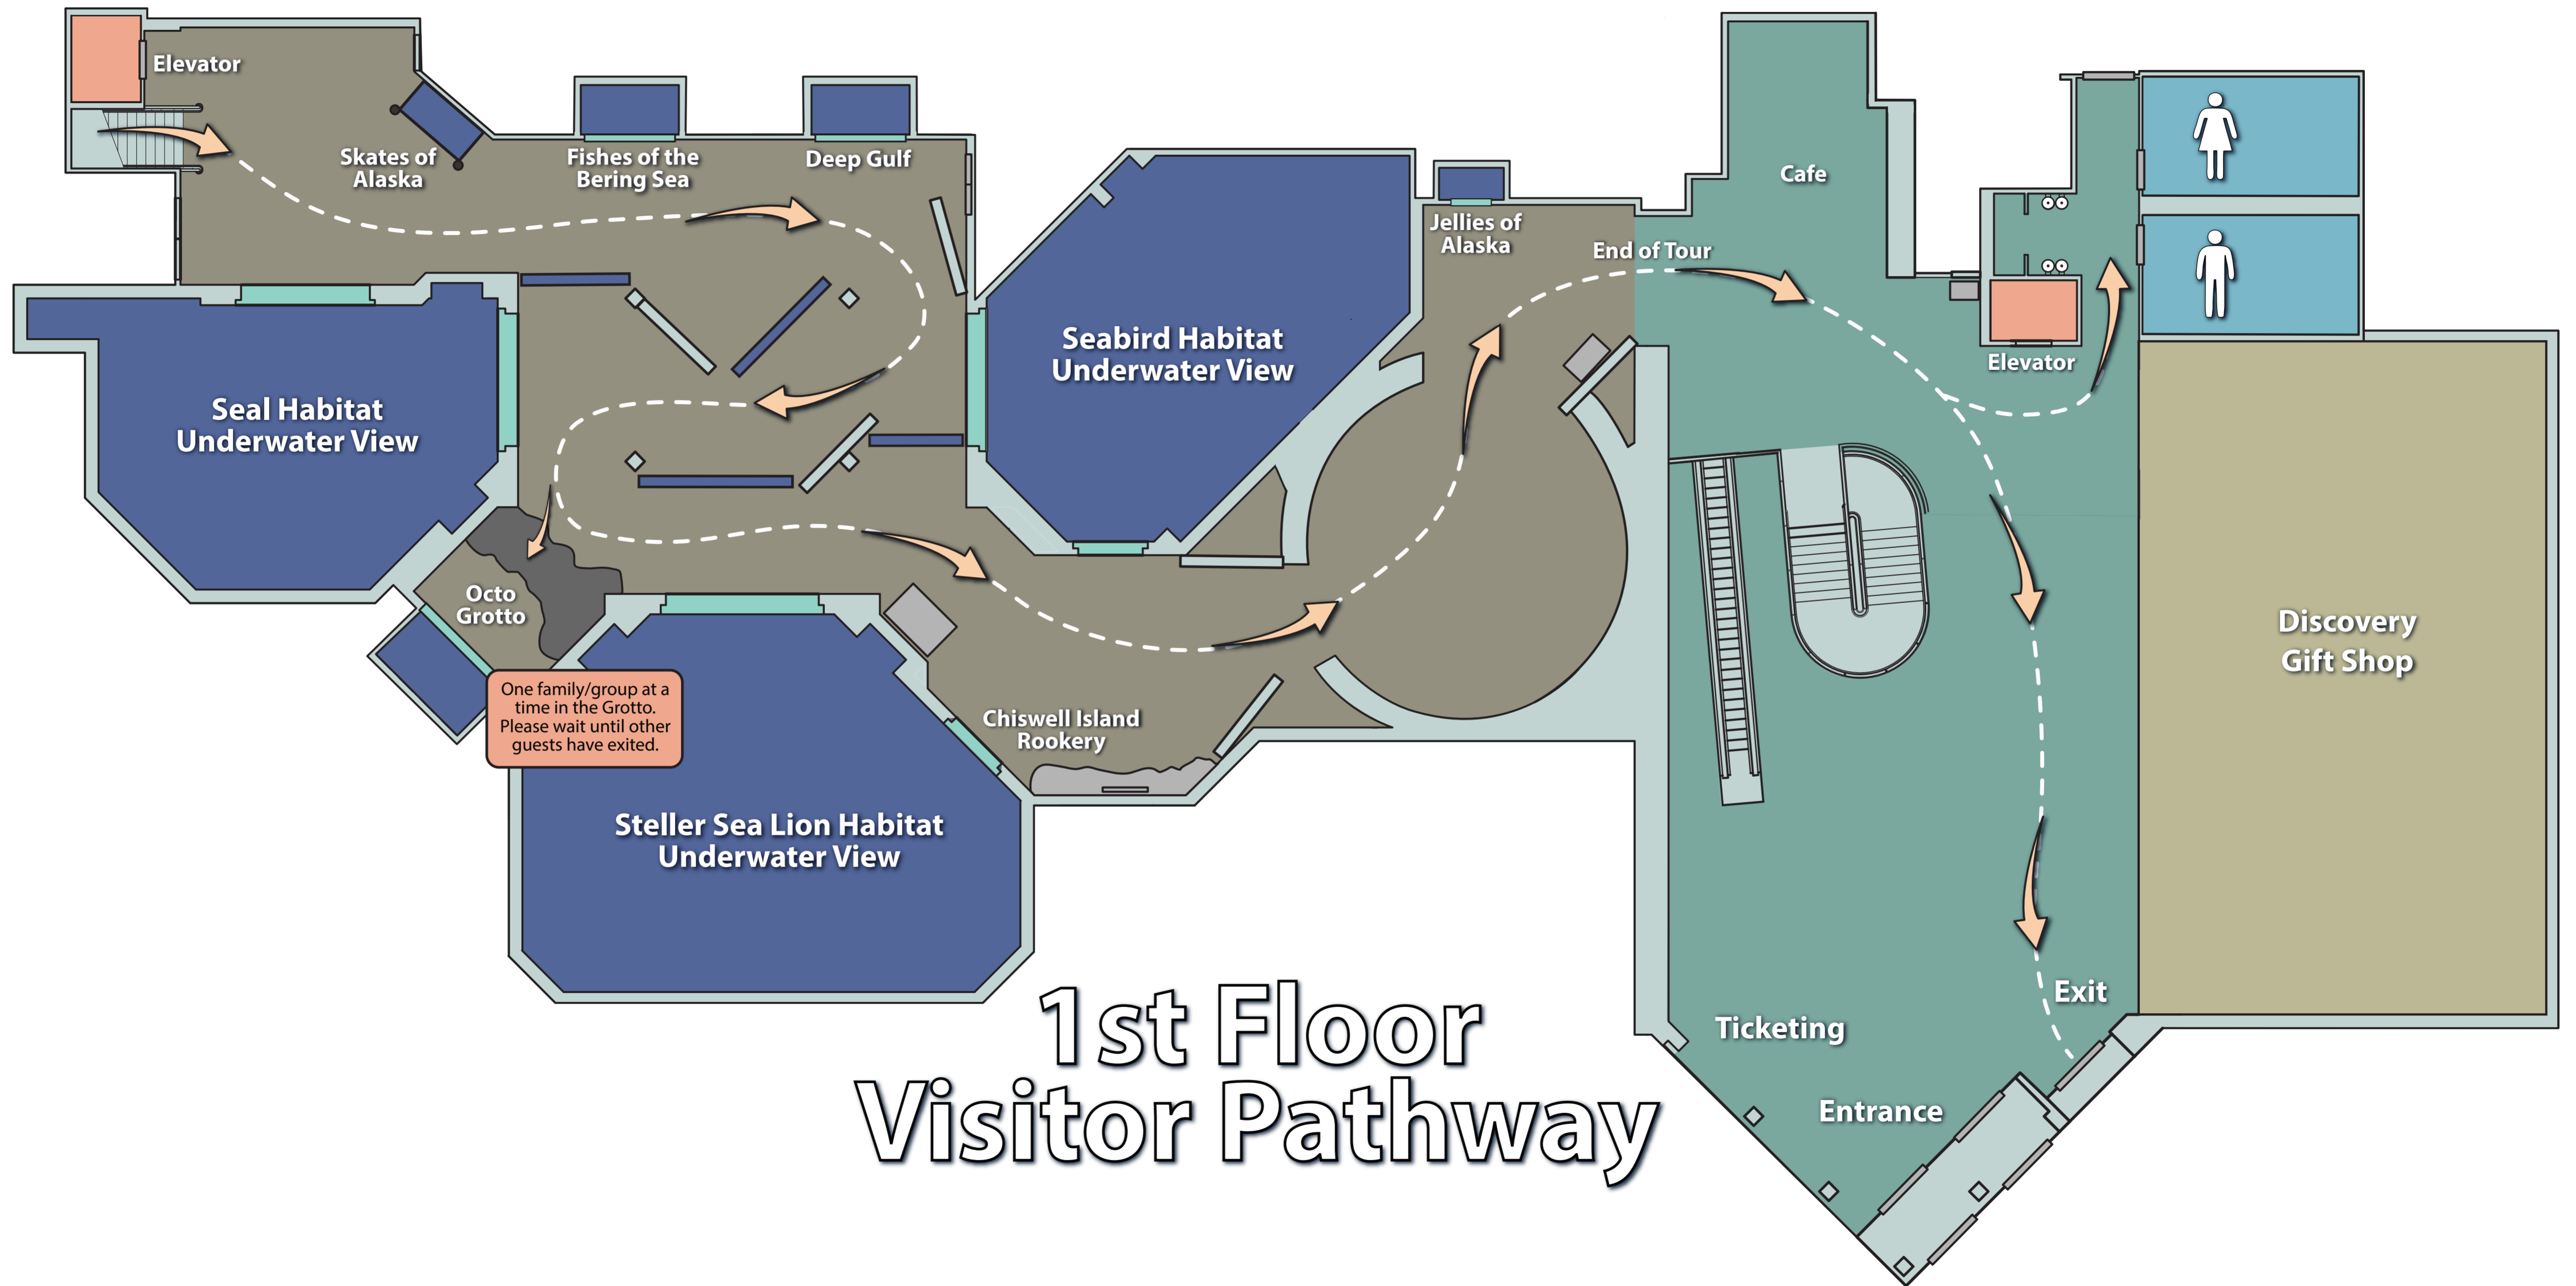 Elevator
Skates of
Alaska
Fishes of the
Bering Sea
Deep Gulf
Jellies of
Alaska
End of Tour
Cafe
Elevator
Seal Habitat
Underwater View
Seabird Habitat
Underwater View
Octo
Grotto
One family/group at a
time in the Grotto.
Please wait until other
guests have exited.
Chiswell Island
Rookery
Steller Sea Lion Habitat
Underwater View
Discovery
Gift Shop
Exit
Ticketing
Entrance
1st Floor
Visitor Pathway